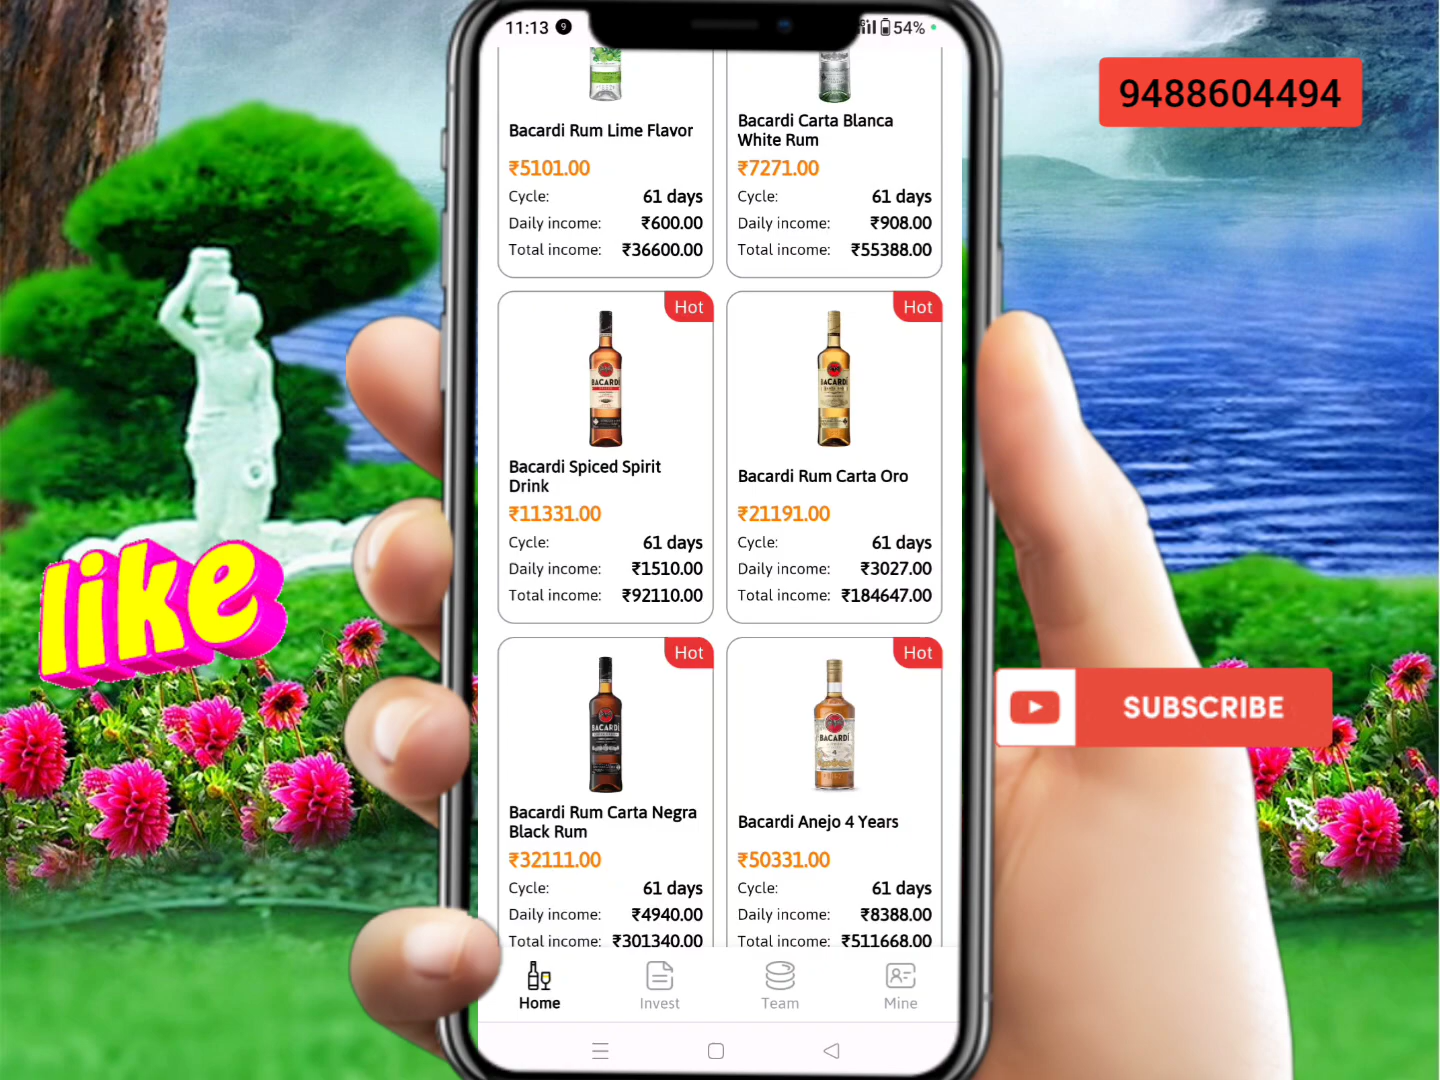 11:13 9
54%
9488604494
Bacardi Rum Lime Flavor
₹5101.00
Cycle: 61 days
Daily income: ₹600.00
Total income: ₹36600.00
Bacardi Carta Blanca
White Rum
₹7271.00
Cycle: 61 days
Daily income: ₹908.00
Total income: ₹55388.00
Hot
BACARDI
Bacardi Spiced Spirit
Drink
₹11331.00
Cycle: 61 days
Daily income: ₹1510.00
Total income: ₹92110.00
Hot
BACARDI
Bacardi Rum Carta Oro
₹21191.00
Cycle: 61 days
Daily income: ₹3027.00
Total income: ₹184647.00
like
SUBSCRIBE
Hot
BACARDI
Bacardi Rum Carta Negra
Black Rum
₹32111.00
Cycle: 61 days
Daily income: ₹4940.00
Total income: ₹301340.00
Hot
BACARDI
4
Bacardi Anejo 4 Years
₹50331.00
Cycle: 61 days
Daily income: ₹8388.00
Total income: ₹511668.00
Home
Invest
Team
Mine